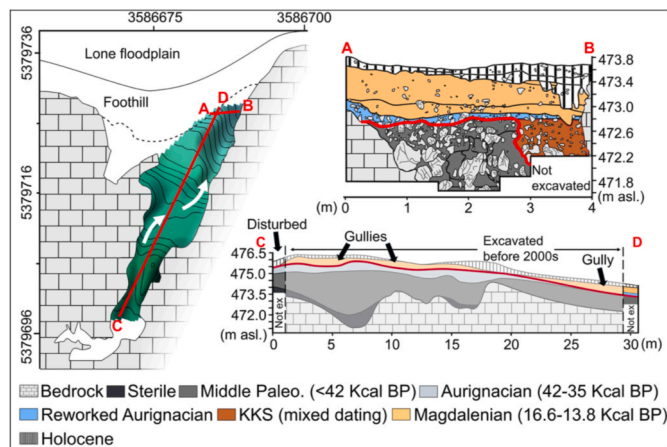 3586675
3586700
5379736
5379716
5379696
Lone floodplain
Foothill
A
D
B
C
A
B
473.8
473.4
473.0
472.6
472.2
471.8
(m asl.)
Not
excavated
(m)
0
1
2
3
4
Disturbed
C
Gullies
Excavated
before 2000s
Gully
D
476.5
475.0
473.5
472.0
(m asl.)
Not ex
Not ex
0
5
10
15
20
25
30
(m)
Bedrock
Sterile
Middle Paleo. (<42 Kcal BP)
Aurignacian (42-35 Kcal BP)
Reworked Aurignacian
KKS (mixed dating)
Magdalenian (16.6-13.8 Kcal BP)
Holocene